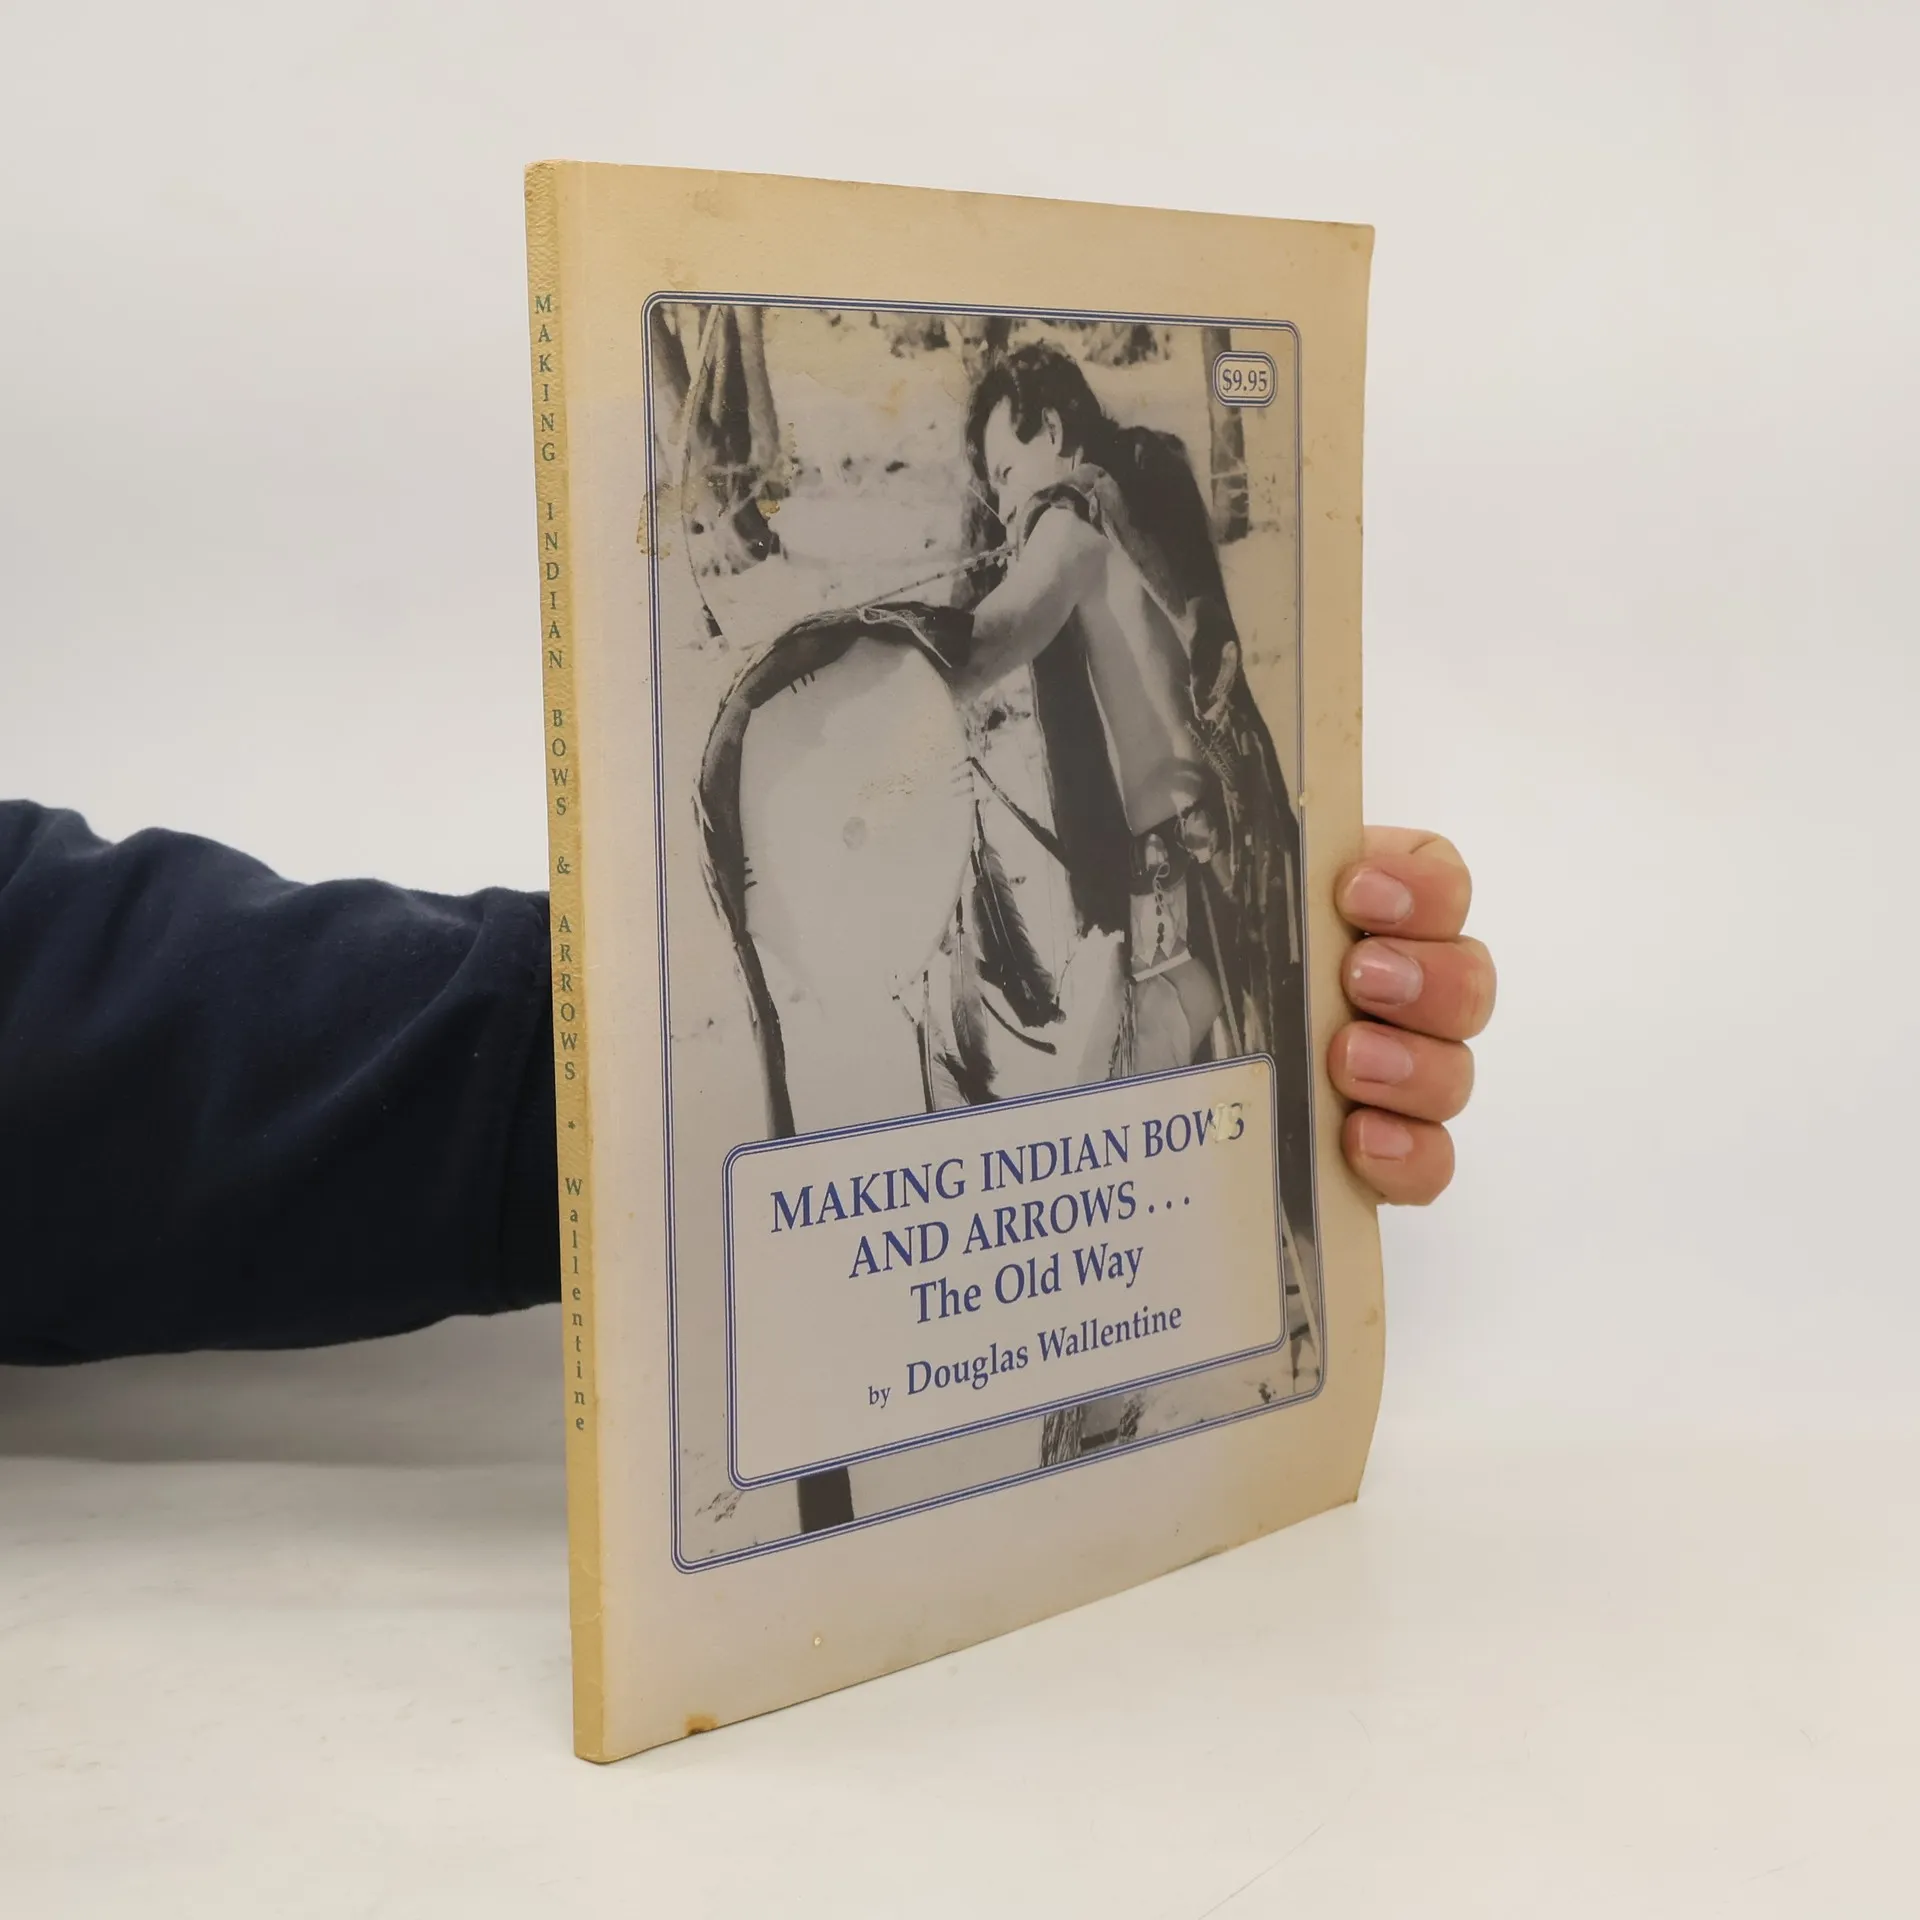 MAKING INDIAN BOWS & ARROWS • Wallentine
$9.95
MAKING INDIAN BOWS
AND ARROWS...
The Old Way
by Douglas Wallentine